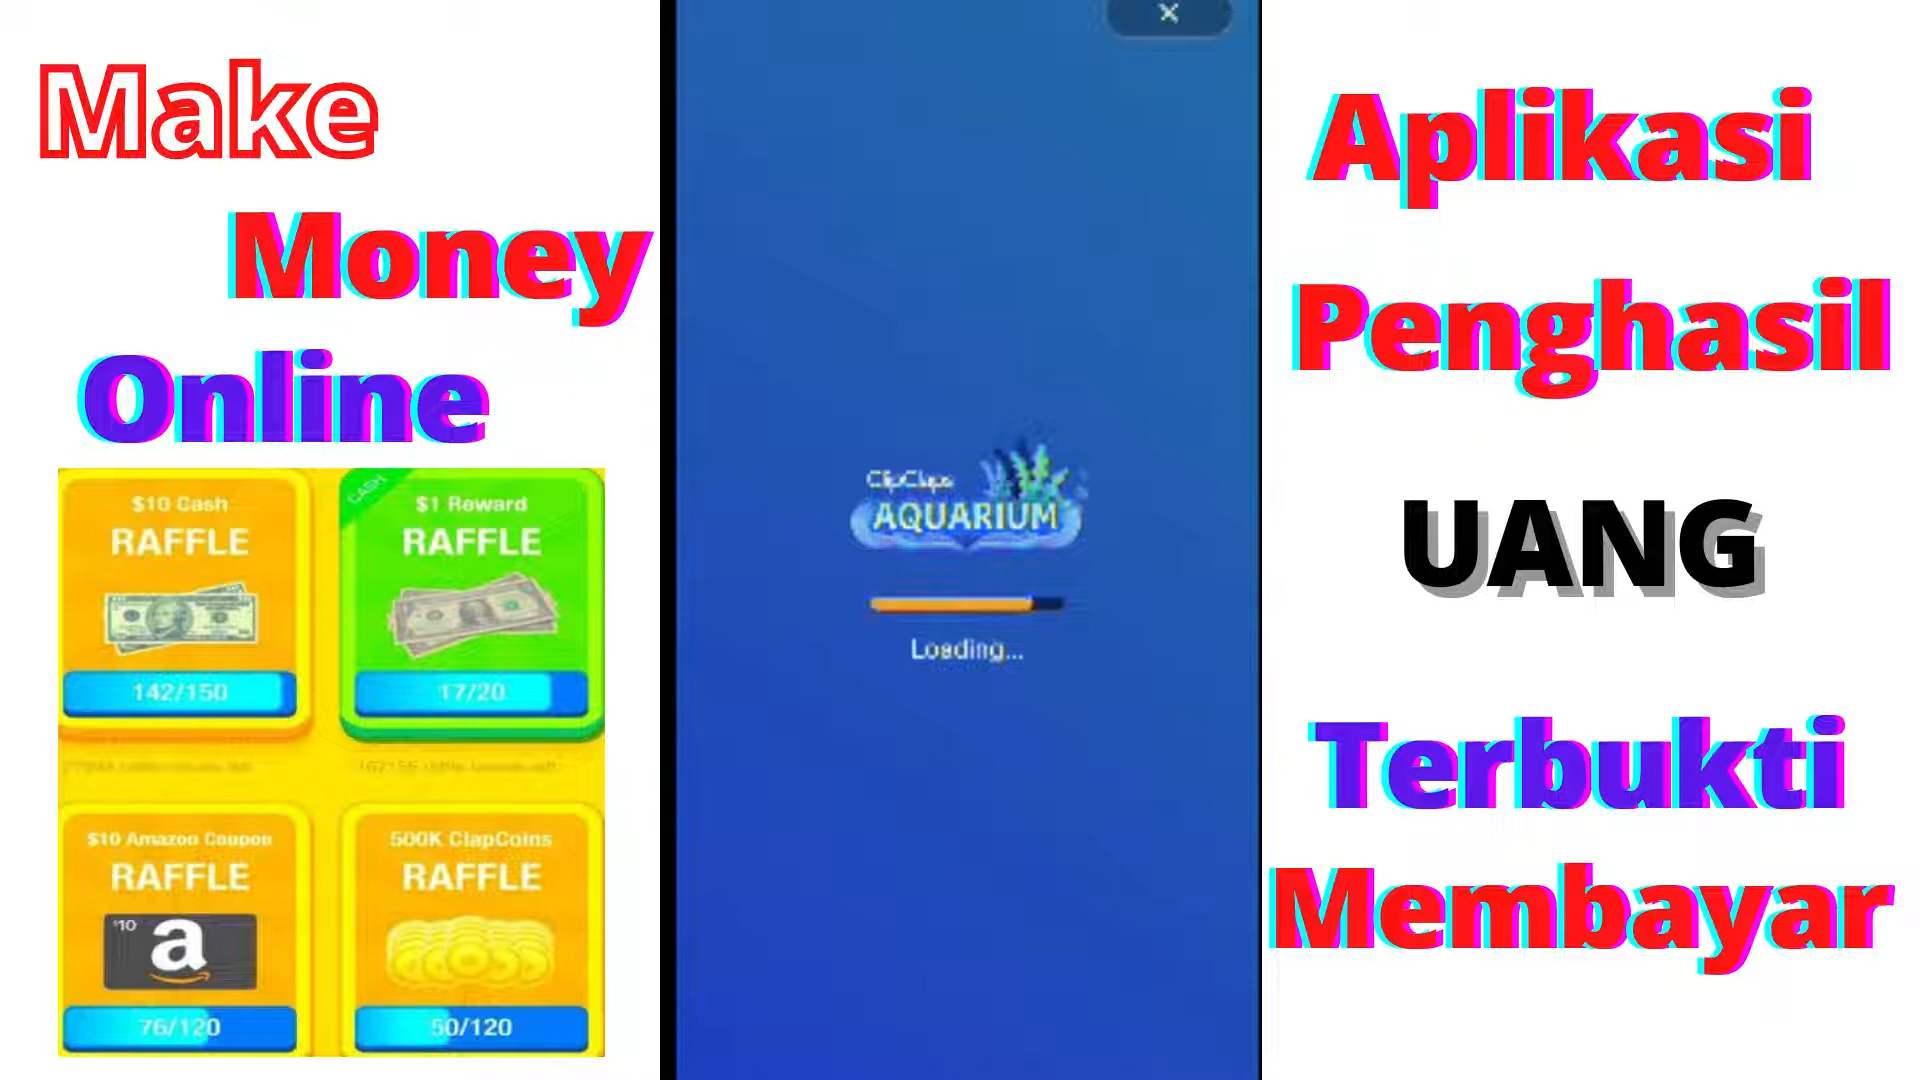 Make
Money
Online
CASH
$10 Cash
RAFFLE
142/150
$1 Reward
RAFFLE
17/20
$10 Amazon Coupon
RAFFLE
$10
a
76/120
500K ClapCoins
RAFFLE
50/120
ClipClaps
AQUARIUM
Loading...
Aplikasi
Penghasil
UANG
Terbukti
Membayar